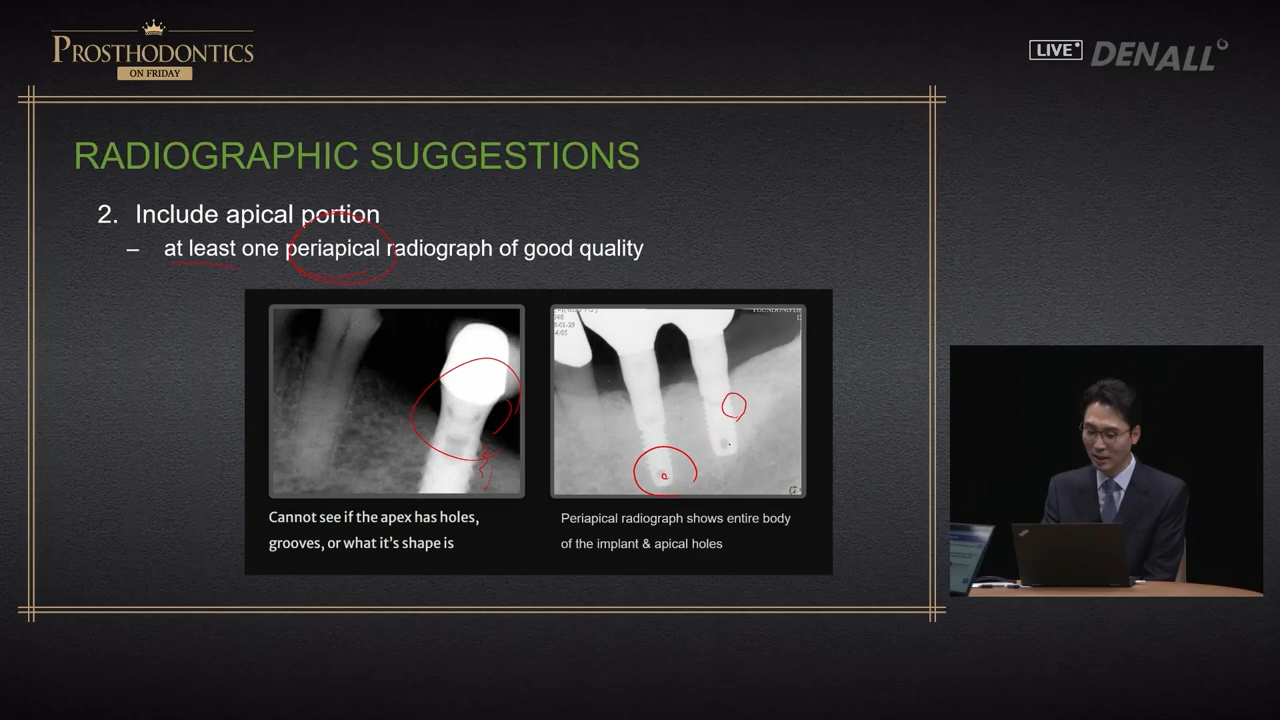 PROSTHODONTICS
ON FRIDAY
LIVE
DENALL
RADIOGRAPHIC SUGGESTIONS
2. Include apical portion
– at least one periapical radiograph of good quality
Cannot see if the apex has holes,
grooves, or what it's shape is
Periapical radiograph shows entire body
of the implant & apical holes